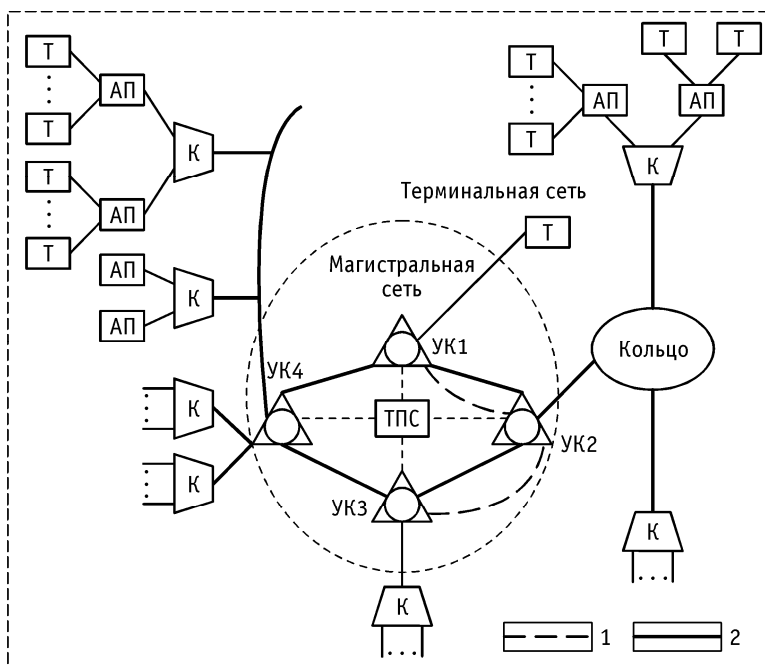 Т
АП
Т
К
Т
АП
Т
АП
К
АП
К
К
Т
Т
Т
АП
АП
Т
К
Терминальная сеть
Т
Магистральная
сеть
УК1
Кольцо
УК4
ТПС
УК2
УК3
К
К
1
2